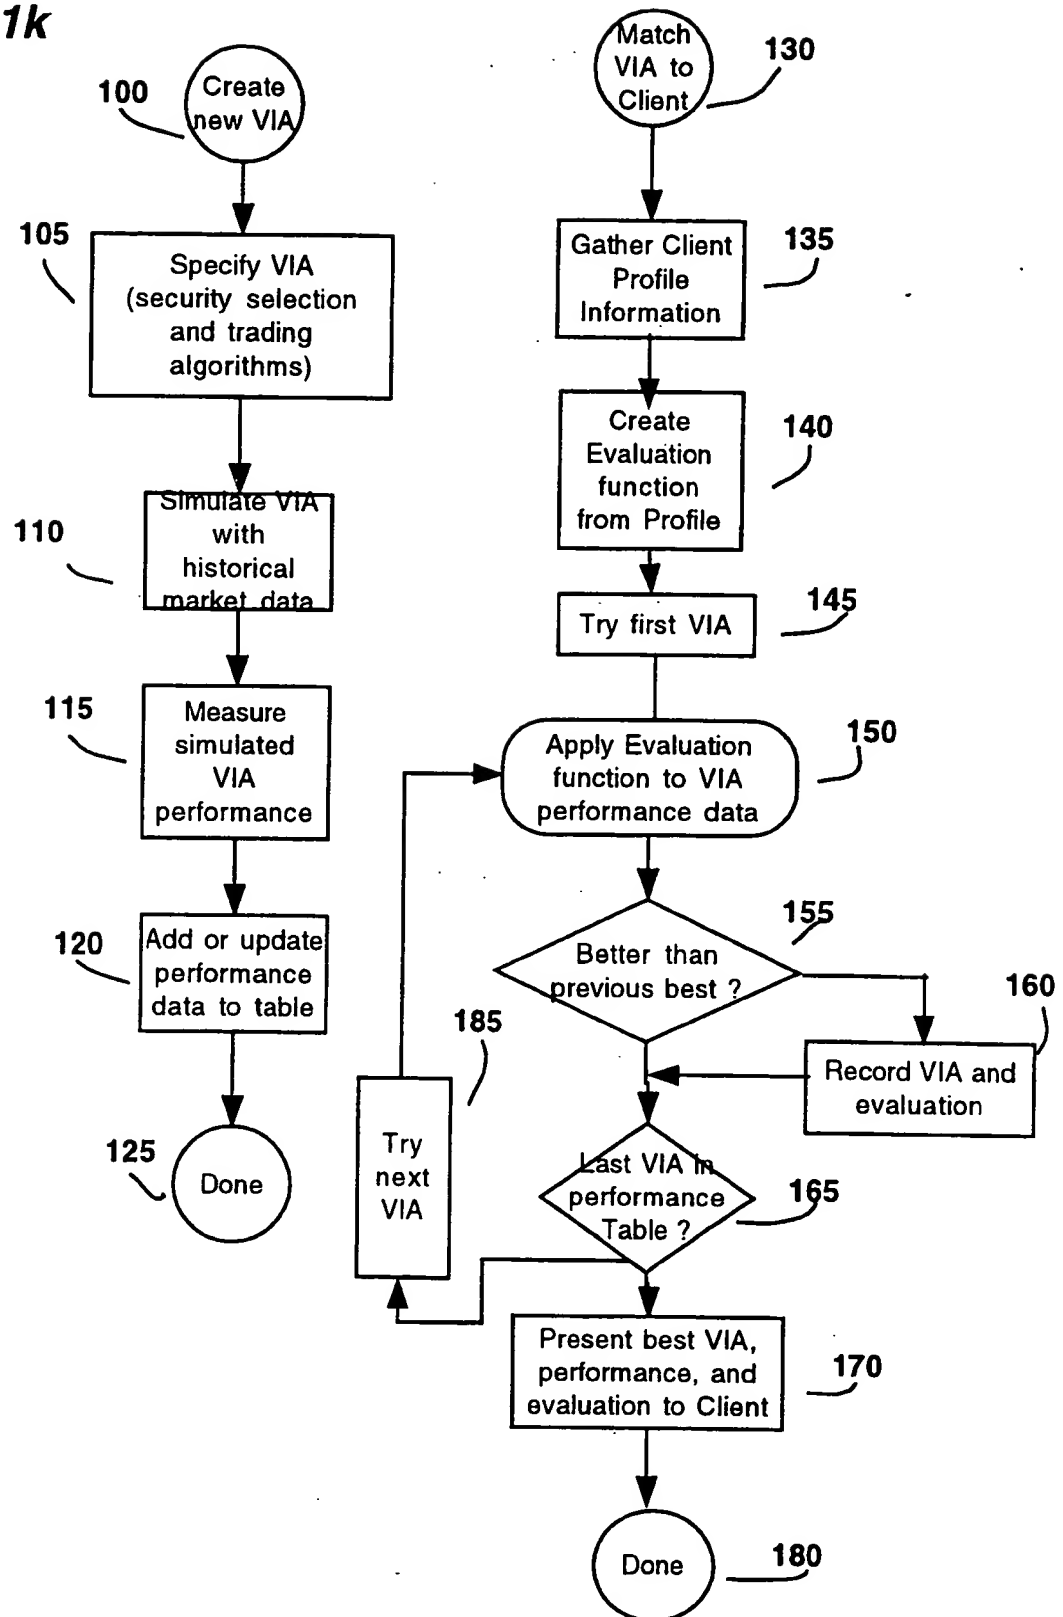 1k
100
Create
new VIA
105
Specify VIA
(security selection
and trading
algorithms)
110
Simulate VIA
with
historical
market data
115
Measure
simulated
VIA
performance
120
Add or update
performance
data to table
125
Done
130
Match
VIA to
Client
135
Gather Client
Profile
Information
140
Create
Evaluation
function
from Profile
145
Try first VIA
150
Apply Evaluation
function to VIA
performance data
155
Better than
previous best ?
160
Record VIA and
evaluation
185
Try
next
VIA
165
Last VIA in
performance
Table ?
170
Present best VIA,
performance, and
evaluation to Client
180
Done